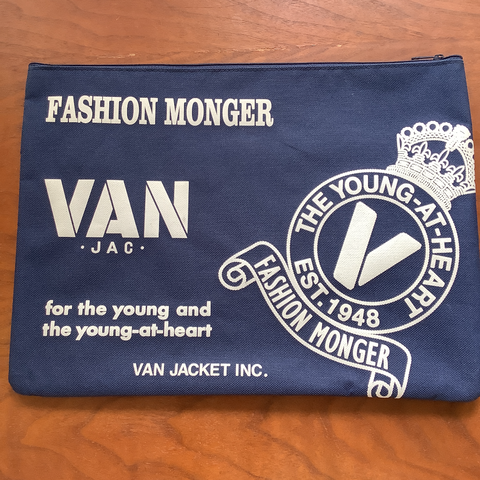 FASHION MONGER
VAN
·JAC·
for the young and
the young-at-heart
VAN JACKET INC.
THE YOUNG-AT-HEART
V
EST.1948
FASHION MONGER